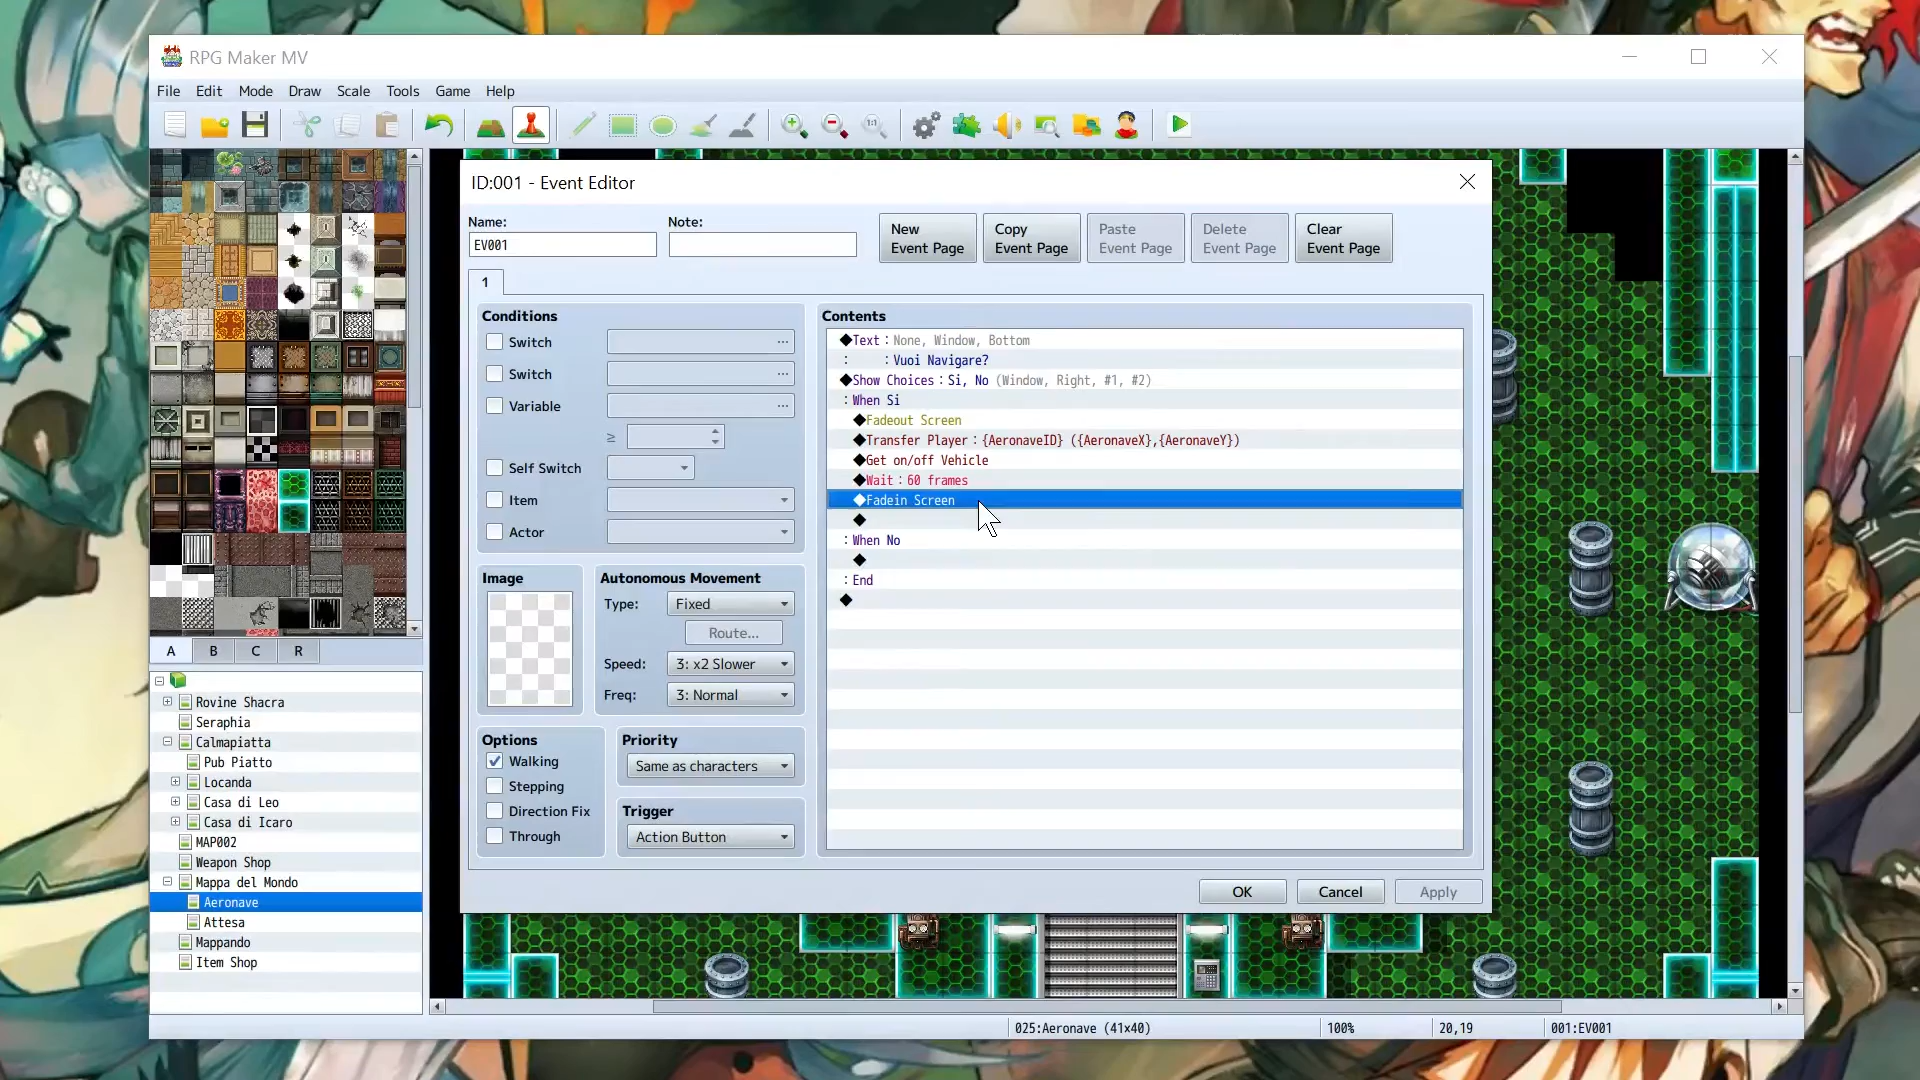 RPG Maker MV
File Edit Mode Draw Scale Tools Game Help
1:1
ID:001 - Event Editor
Name:
EV001
Note:
New Event Page
Copy Event Page
Paste Event Page
Delete Event Page
Clear Event Page
1
Conditions
Switch ...
Switch ...
Variable ...
≥
Self Switch
Item
Actor
Image
Autonomous Movement
Type: Fixed
Route...
Speed: 3: x2 Slower
Freq: 3: Normal
Options
Walking
Stepping
Direction Fix
Through
Priority
Same as characters
Trigger
Action Button
Contents
◆Text：None, Window, Bottom
：　　：Vuoi Navigare?
◆Show Choices：Si, No (Window, Right, #1, #2)
：When Si
◆Fadeout Screen
◆Transfer Player：{AeronaveID} ({AeronaveX},{AeronaveY})
◆Get on/off Vehicle
◆Wait：60 frames
◆Fadein Screen
◆
：When No
◆
：End
◆
OK Cancel Apply
A B C R
Rovine Shacra
Seraphia
Calmapiatta
Pub Piatto
Locanda
Casa di Leo
Casa di Icaro
MAP002
Weapon Shop
Mappa del Mondo
Aeronave
Attesa
Mappando
Item Shop
025:Aeronave (41x40) 100% 20,19 001:EV001